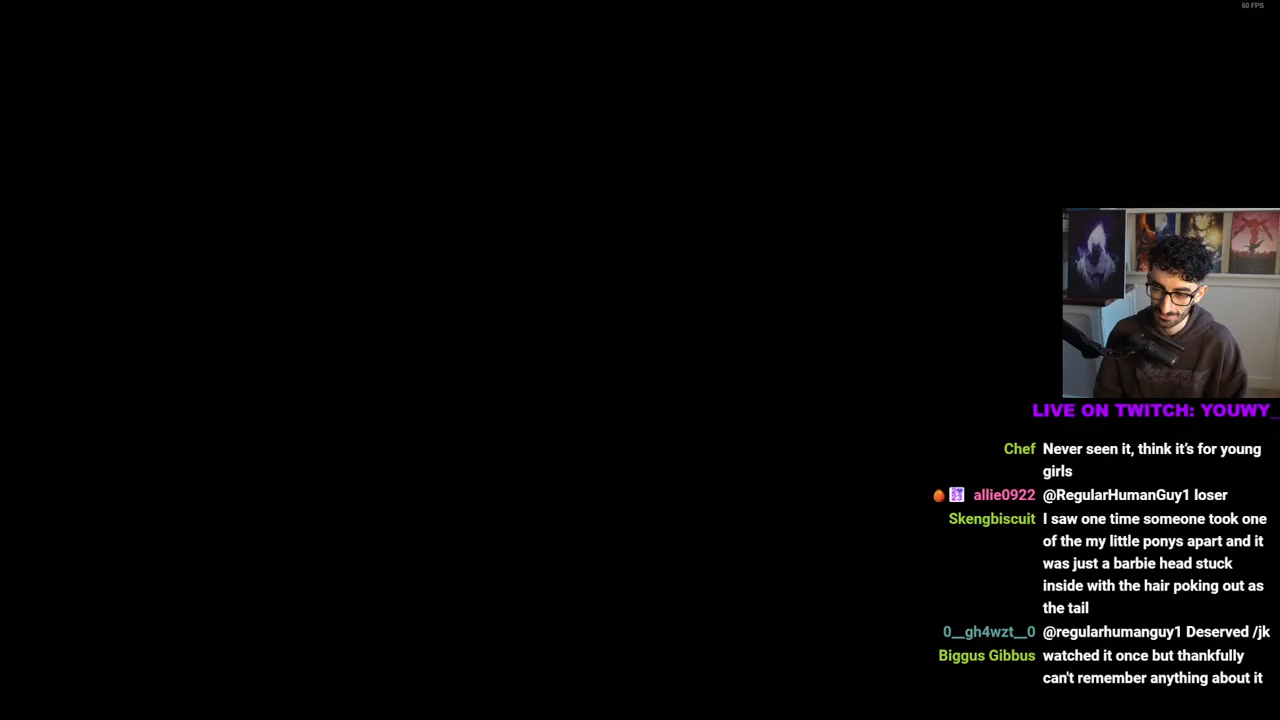 60 FPS
LIVE ON TWITCH: YOUWY_
Chef Never seen it, think it’s for young
girls
allie0922 @RegularHumanGuy1 loser
Skengbiscuit I saw one time someone took one
of the my little ponys apart and it
was just a barbie head stuck
inside with the hair poking out as
the tail
0__gh4wzt__0 @regularhumanguy1 Deserved /jk
Biggus Gibbus watched it once but thankfully
can't remember anything about it